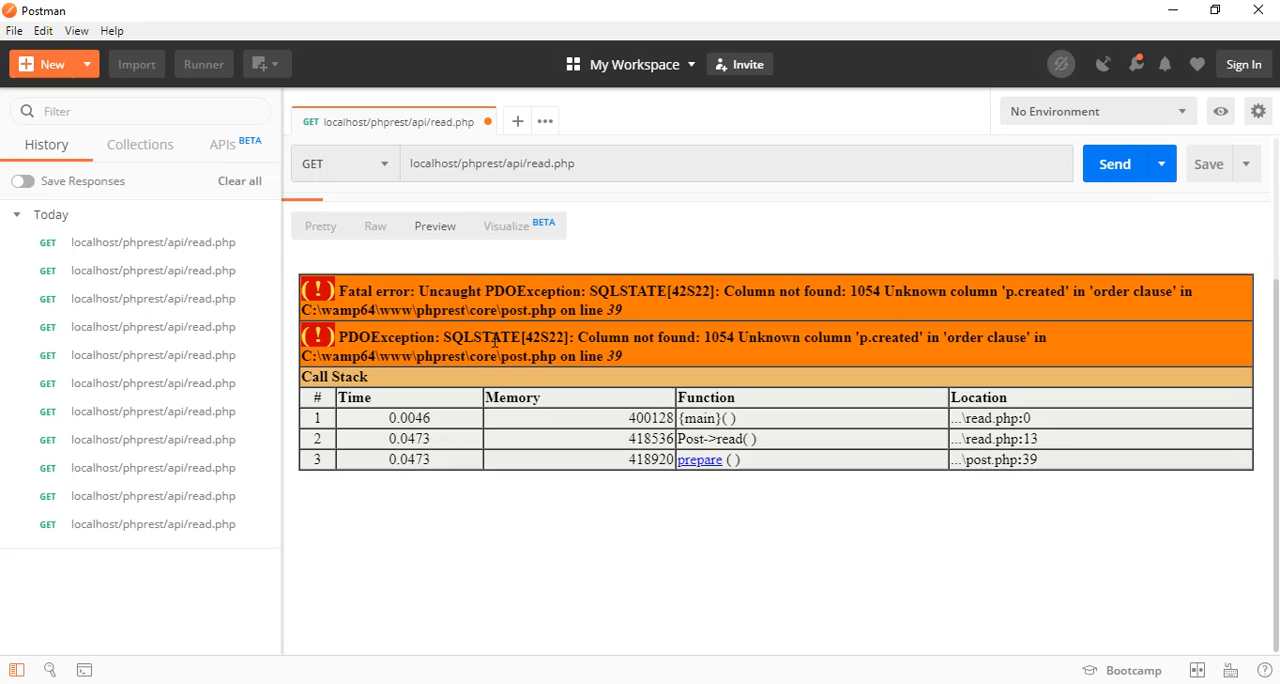 Postman
File Edit View Help
New Import Runner My Workspace Invite Sign In
Filter
History Collections APIs BETA
Save Responses Clear all
Today
GET localhost/phprest/api/read.php
GET localhost/phprest/api/read.php
GET localhost/phprest/api/read.php
GET localhost/phprest/api/read.php
GET localhost/phprest/api/read.php
GET localhost/phprest/api/read.php
GET localhost/phprest/api/read.php
GET localhost/phprest/api/read.php
GET localhost/phprest/api/read.php
GET localhost/phprest/api/read.php
GET localhost/phprest/api/read.php
GET localhost/phprest/api/read.php
No Environment
GET localhost/phprest/api/read.php Send Save
Pretty Raw Preview Visualize BETA
( ! ) Fatal error: Uncaught PDOException: SQLSTATE[42S22]: Column not found: 1054 Unknown column 'p.created' in 'order clause' in
C:\wamp64\www\phprest\core\post.php on line 39
( ! ) PDOException: SQLSTATE[42S22]: Column not found: 1054 Unknown column 'p.created' in 'order clause' in
C:\wamp64\www\phprest\core\post.php on line 39
Call Stack
# Time Memory Function Location
1 0.0046 400128 {main}( ) ...\read.php:0
2 0.0473 418536 Post->read( ) ...\read.php:13
3 0.0473 418920 prepare ( ) ...\post.php:39
Bootcamp